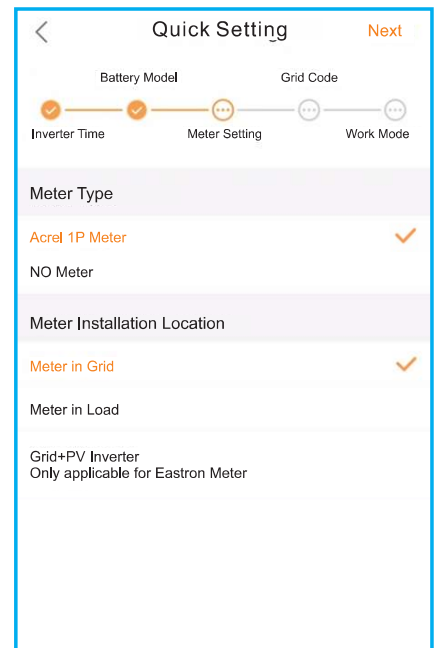 Quick Setting
Next
Battery Model
Grid Code
Inverter Time
Meter Setting
Work Mode
Meter Type
Acrel 1P Meter
NO Meter
Meter Installation Location
Meter in Grid
Meter in Load
Grid+PV Inverter
Only applicable for Eastron Meter